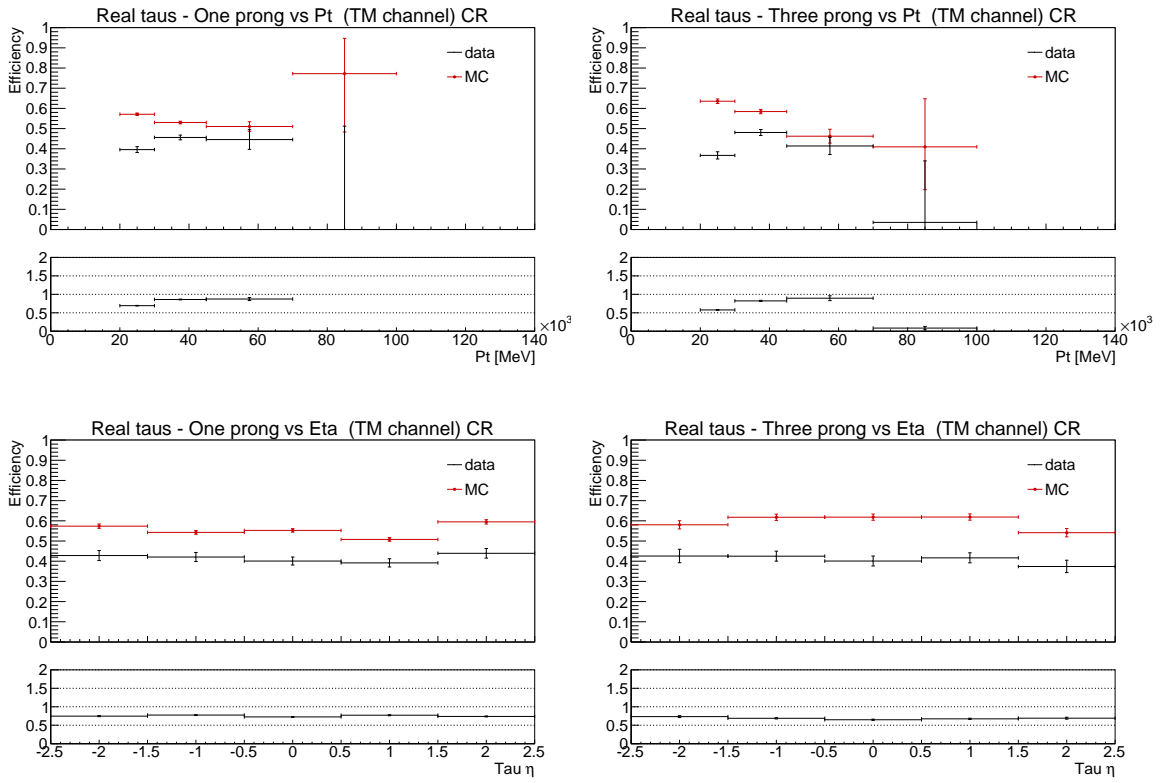 Real taus - One prong vs Pt (TM channel) CR
Efficiency
1
0.9
0.8
0.7
0.6
0.5
0.4
0.3
0.2
0.1
0
data
MC
2
1.5
1
0.5
0
0 20 40 60 80 100 120 140
×10³
Pt [MeV]
Real taus - Three prong vs Pt (TM channel) CR
Efficiency
1
0.9
0.8
0.7
0.6
0.5
0.4
0.3
0.2
0.1
0
data
MC
2
1.5
1
0.5
0
0 20 40 60 80 100 120 140
×10³
Pt [MeV]
Real taus - One prong vs Eta (TM channel) CR
Efficiency
1
0.9
0.8
0.7
0.6
0.5
0.4
0.3
0.2
0.1
0
data
MC
2
1.5
1
0.5
0
-2.5 -2 -1.5 -1 -0.5 0 0.5 1 1.5 2 2.5
Tau η
Real taus - Three prong vs Eta (TM channel) CR
Efficiency
1
0.9
0.8
0.7
0.6
0.5
0.4
0.3
0.2
0.1
0
data
MC
2
1.5
1
0.5
0
-2.5 -2 -1.5 -1 -0.5 0 0.5 1 1.5 2 2.5
Tau η